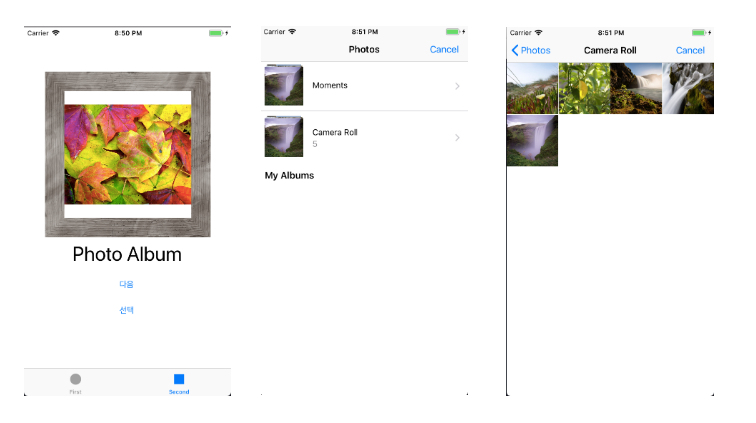 Carrier 8:50 PM
Photo Album
다음
선택
First Second
Carrier 8:51 PM
Photos Cancel
Moments
Camera Roll
5
My Albums
Carrier 8:51 PM
Photos Camera Roll Cancel